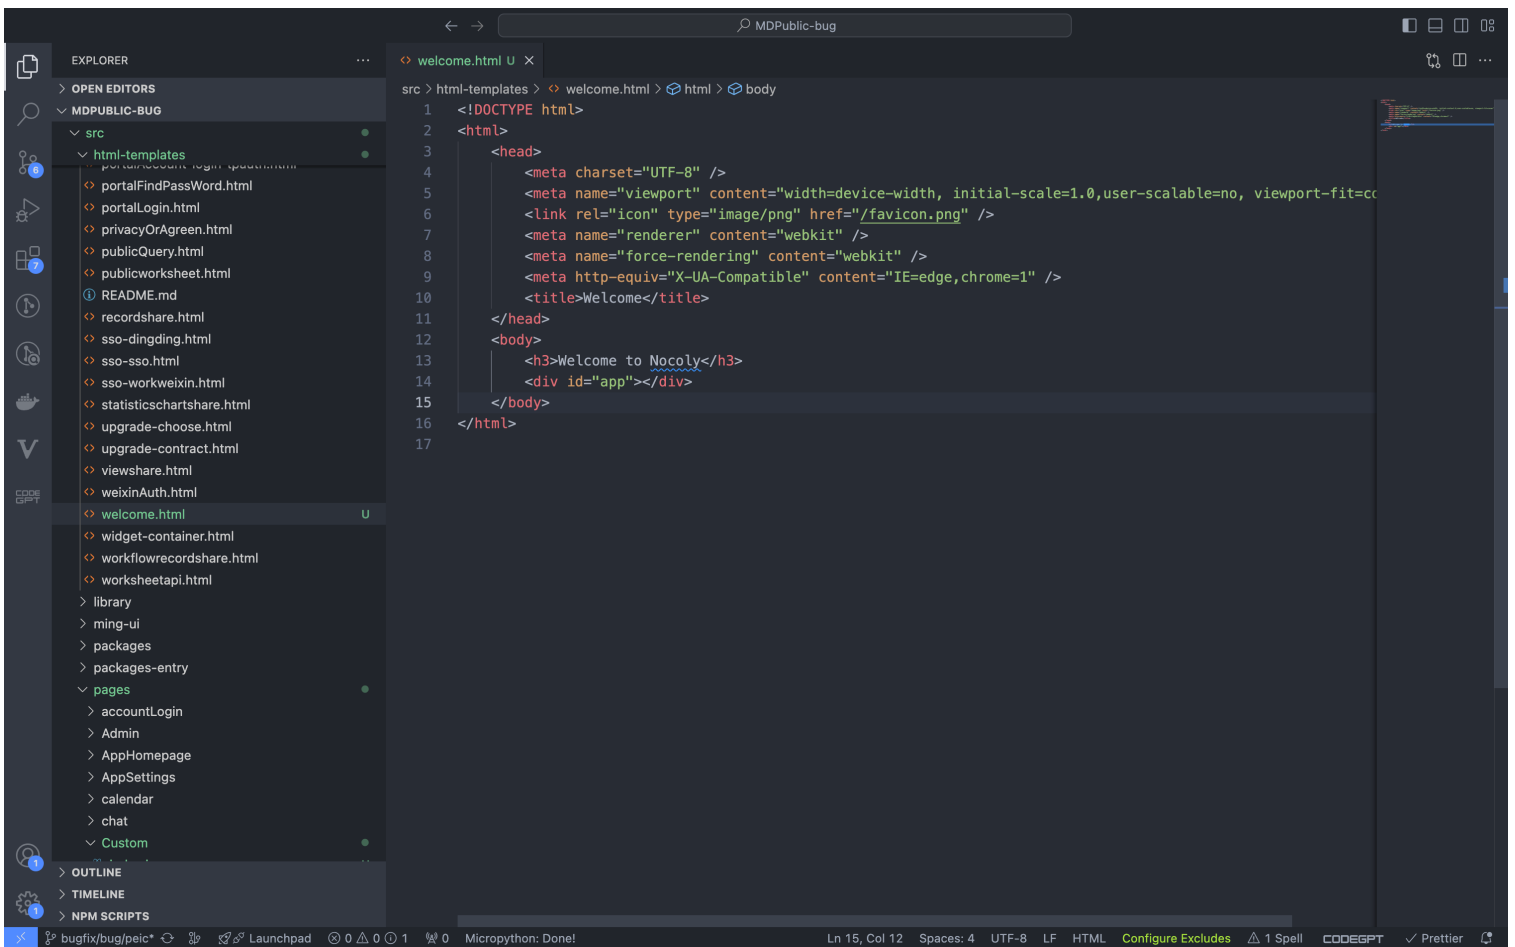 MDPublic-bug
EXPLORER
OPEN EDITORS
MDPUBLIC-BUG
src
html-templates
portalFindPassWord.html
portalLogin.html
privacyOrAgreen.html
publicQuery.html
publicworksheet.html
README.md
recordshare.html
sso-dingding.html
sso-sso.html
sso-workweixin.html
statisticschartshare.html
upgrade-choose.html
upgrade-contract.html
viewshare.html
weixinAuth.html
welcome.html U
widget-container.html
workflowrecordshare.html
worksheetapi.html
library
ming-ui
packages
packages-entry
pages
accountLogin
Admin
AppHomepage
AppSettings
calendar
chat
Custom
OUTLINE
TIMELINE
NPM SCRIPTS
6
7
CODE
GPT
1
1
welcome.html U
src > html-templates > welcome.html > html > body
1 <!DOCTYPE html>
2 <html>
3 <head>
4 <meta charset="UTF-8" />
5 <meta name="viewport" content="width=device-width, initial-scale=1.0,user-scalable=no, viewport-fit=co
6 <link rel="icon" type="image/png" href="/favicon.png" />
7 <meta name="renderer" content="webkit" />
8 <meta name="force-rendering" content="webkit" />
9 <meta http-equiv="X-UA-Compatible" content="IE=edge,chrome=1" />
10 <title>Welcome</title>
11 </head>
12 <body>
13 <h3>Welcome to Nocoly</h3>
14 <div id="app"></div>
15 </body>
16 </html>
17
bugfix/bug/peic* Launchpad 0 0 1 0 Micropython: Done! Ln 15, Col 12 Spaces: 4 UTF-8 LF HTML Configure Excludes 1 Spell CODEGPT Prettier